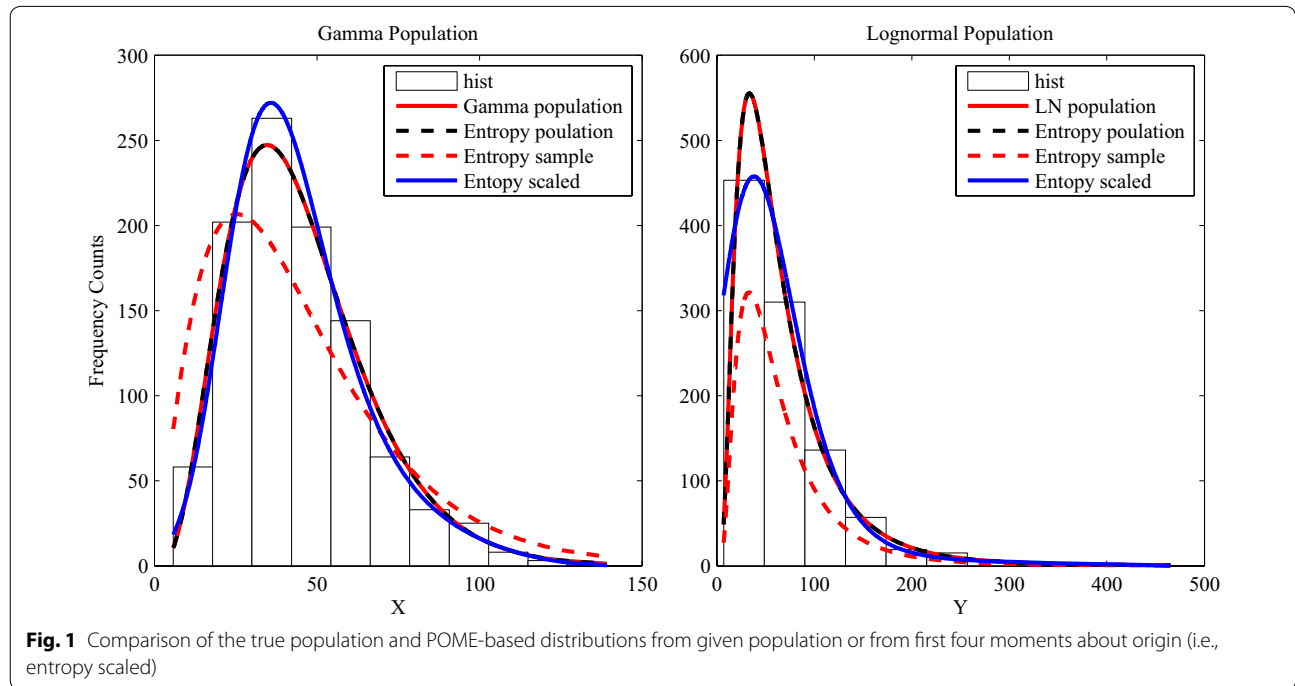 Gamma Population
300
250
200
150
100
50
0
Frequency Counts
0
50
100
150
X
hist
Gamma population
Entropy poulation
Entropy sample
Entopy scaled
Lognormal Population
600
500
400
300
200
100
0
0
100
200
300
400
500
Y
hist
LN population
Entropy poulation
Entropy sample
Entopy scaled
Fig. 1 Comparison of the true population and POME-based distributions from given population or from first four moments about origin (i.e.,
entropy scaled)